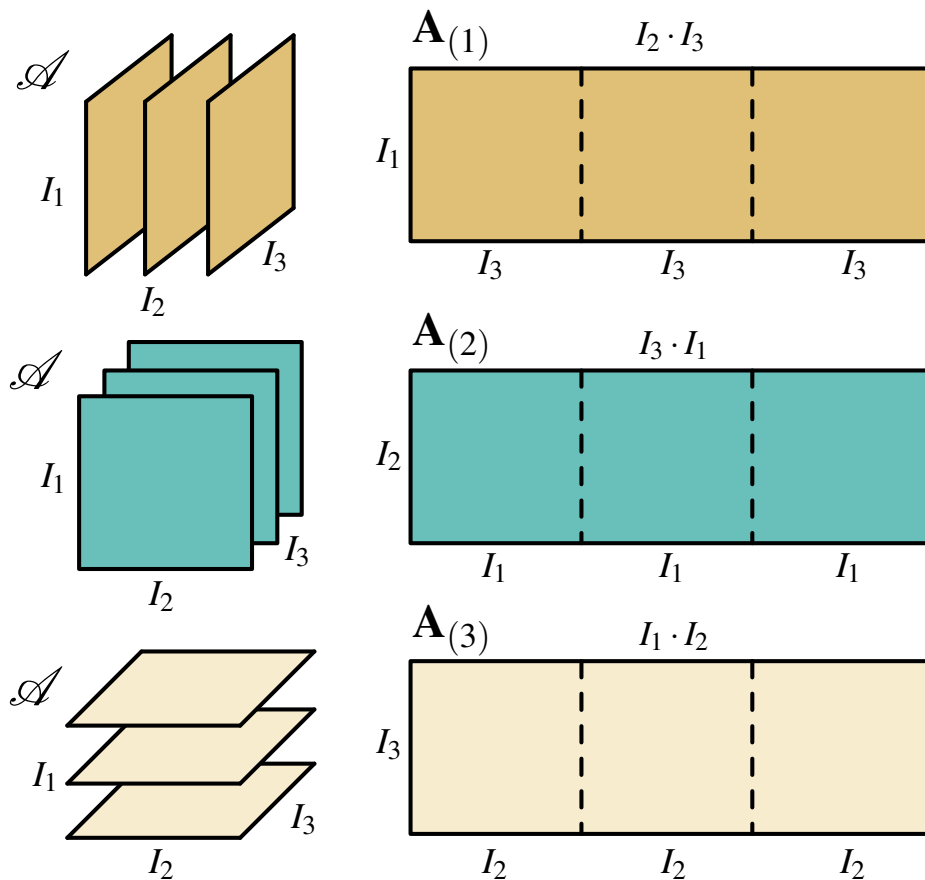 𝒜
I₁
I₂
I₃
A₍₁₎
I₂ · I₃
I₁
I₃ I₃ I₃
𝒜
I₁
I₂
I₃
A₍₂₎
I₃ · I₁
I₂
I₁ I₁ I₁
𝒜
I₁
I₂
I₃
A₍₃₎
I₁ · I₂
I₃
I₂ I₂ I₂